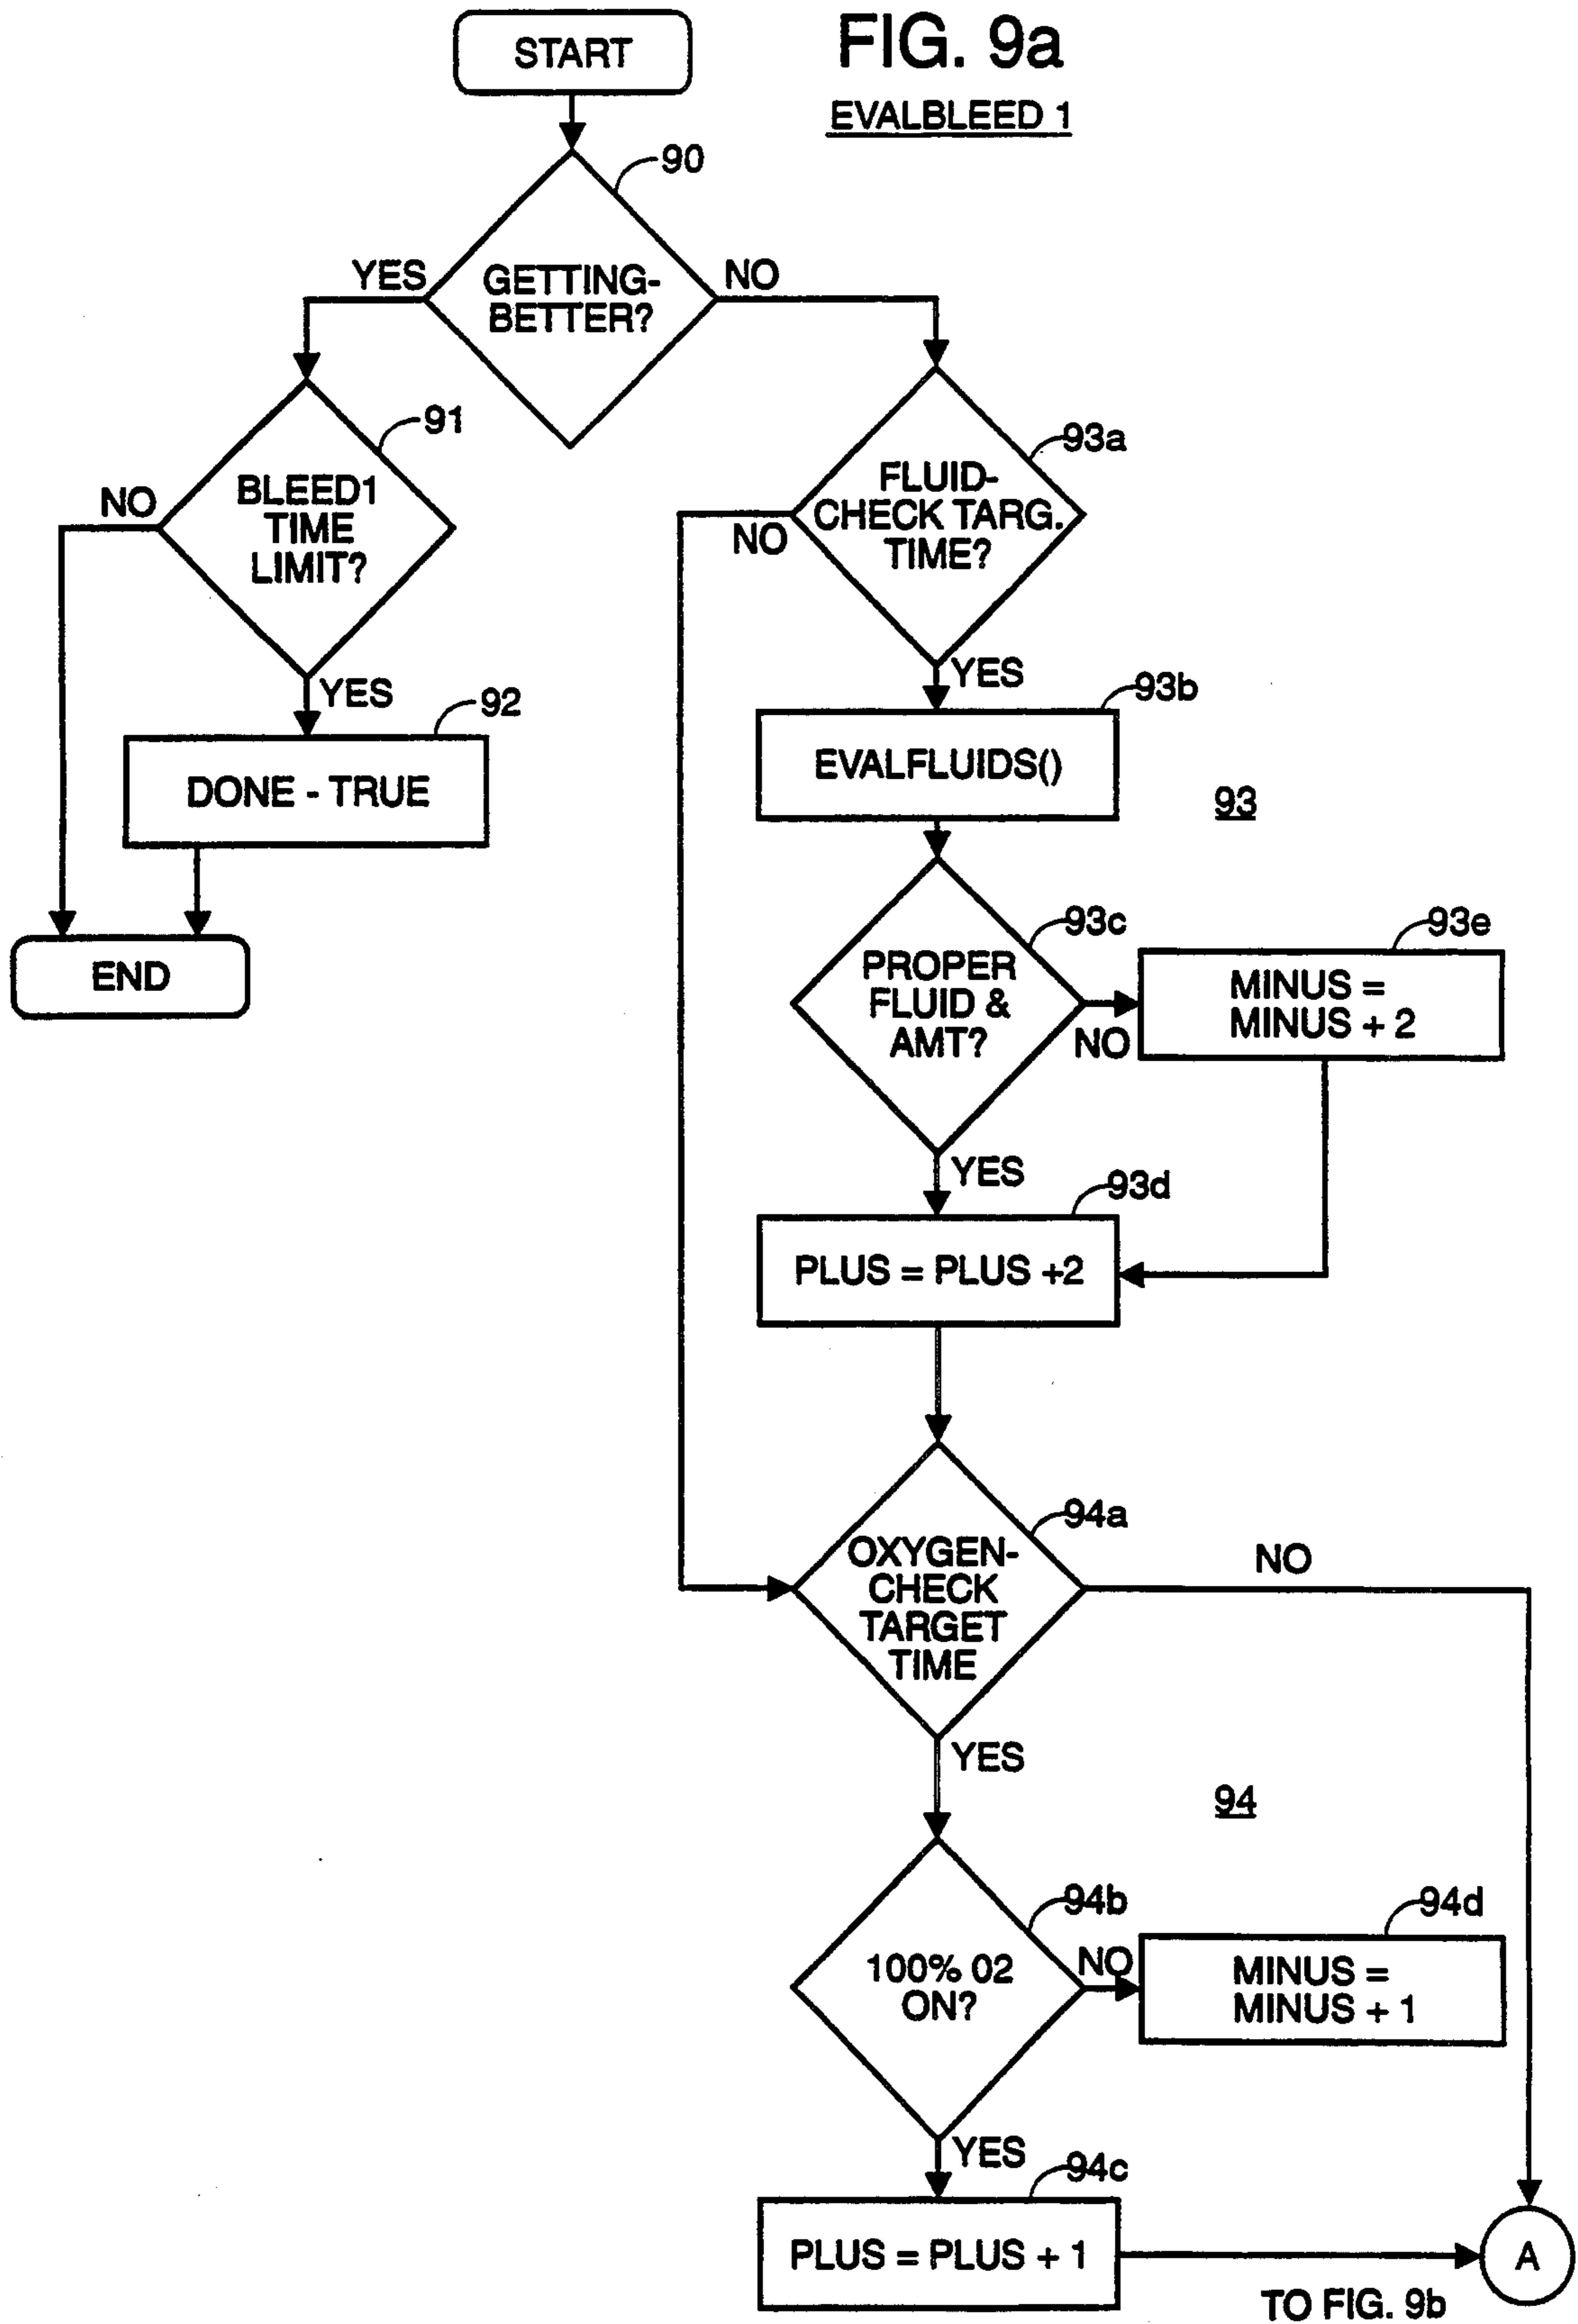 FIG. 9a
EVALBLEED 1
START
90
GETTING-
BETTER?
YES
NO
91
BLEED1
TIME
LIMIT?
NO
YES
92
DONE - TRUE
END
93a
FLUID-
CHECK TARG.
TIME?
NO
YES
93b
EVALFLUIDS()
93
93c
PROPER
FLUID &
AMT?
NO
93e
MINUS =
MINUS + 2
YES
93d
PLUS = PLUS +2
94a
OXYGEN-
CHECK
TARGET
TIME
NO
YES
94
94b
100% 02
ON?
NO
94d
MINUS =
MINUS + 1
YES
94c
PLUS = PLUS + 1
A
TO FIG. 9b